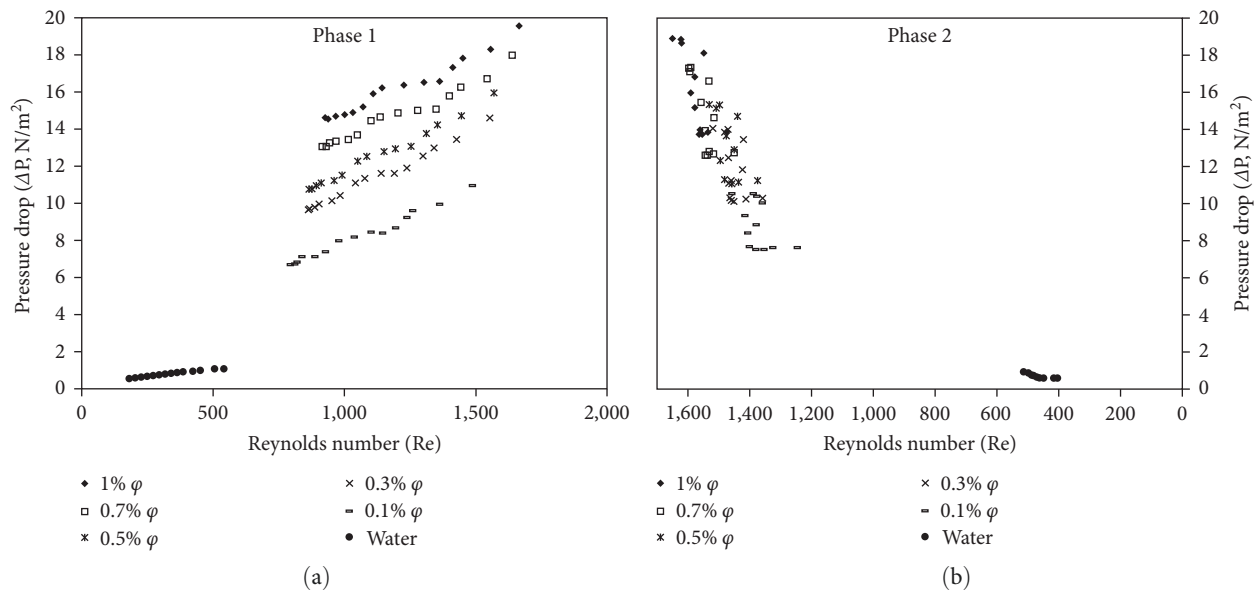 Phase 1
Pressure drop (ΔP, N/m²)
20
18
16
14
12
10
8
6
4
2
0
0 500 1,000 1,500 2,000
Reynolds number (Re)
1% φ
0.7% φ
0.5% φ
0.3% φ
0.1% φ
Water
(a)
Phase 2
20
18
16
14
12
10
8
6
4
2
0
Pressure drop (ΔP, N/m²)
1,600 1,400 1,200 1,000 800 600 400 200 0
Reynolds number (Re)
1% φ
0.7% φ
0.5% φ
0.3% φ
0.1% φ
Water
(b)